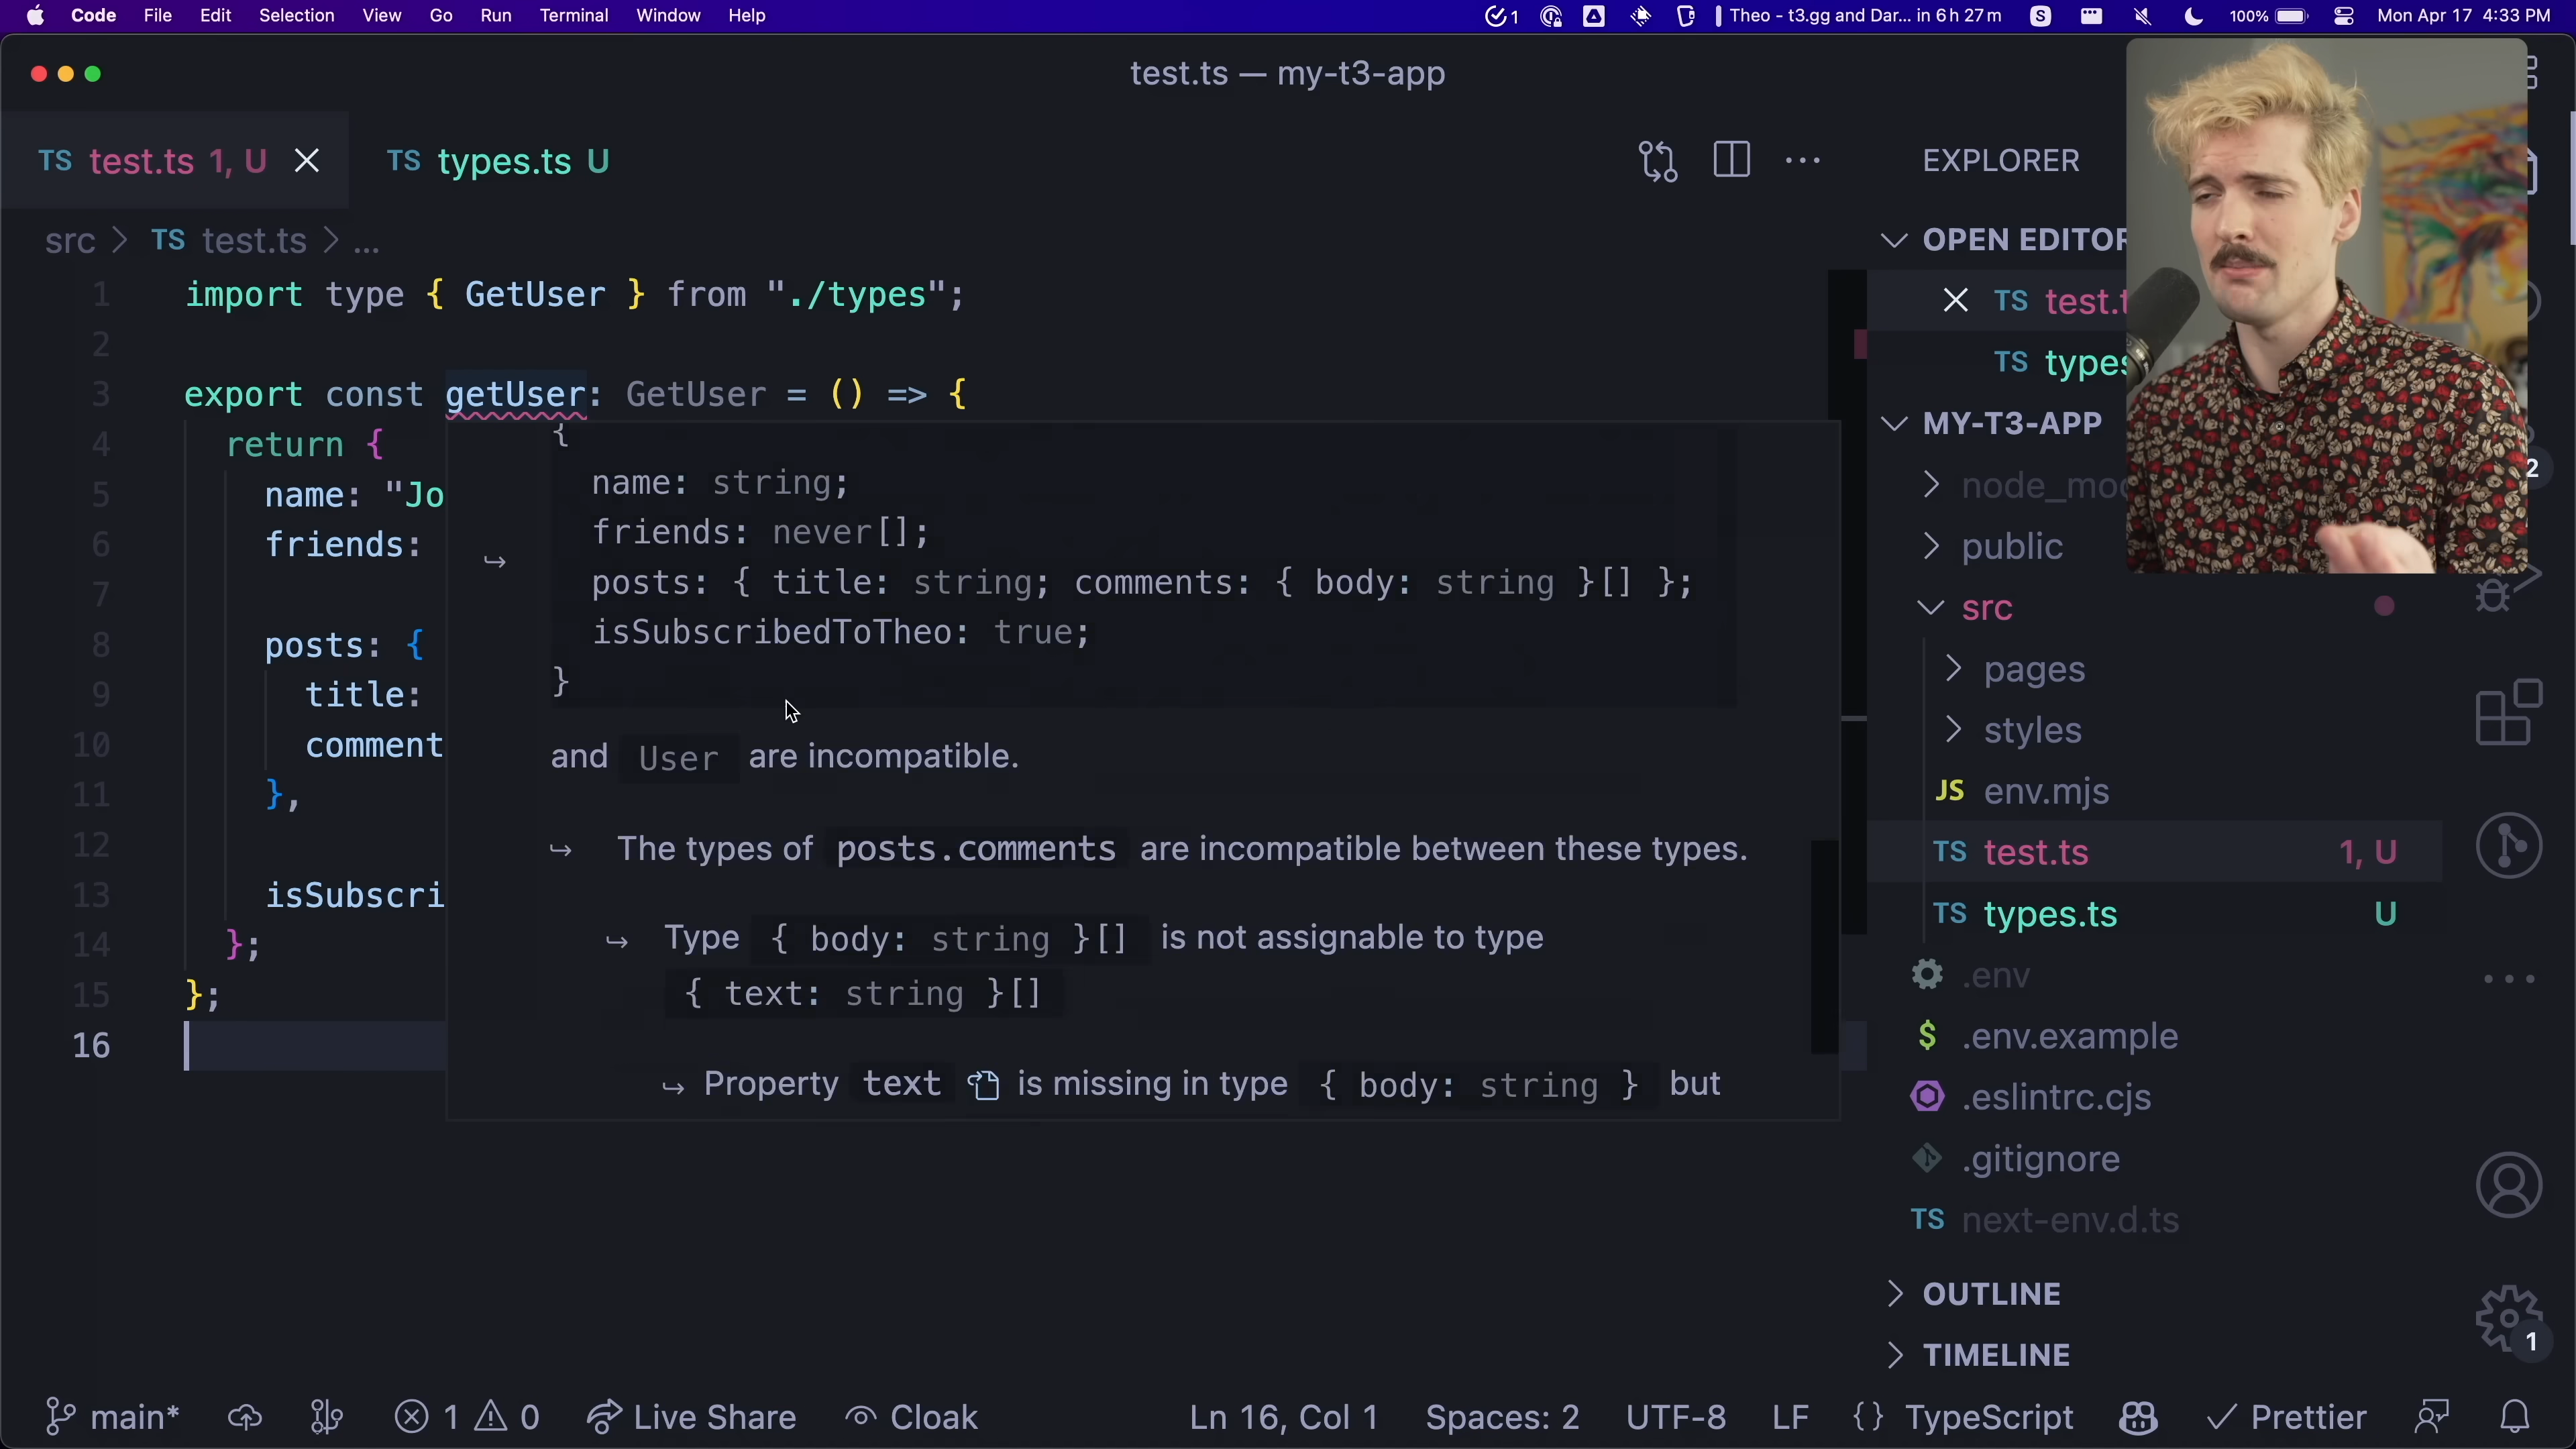 Code File Edit Selection View Go Run Terminal Window Help
1 Theo - t3.gg and Dar... in 6 h 27 m S 100% Mon Apr 17 4:33 PM
test.ts — my-t3-app
TS test.ts 1, U TS types.ts U
src > TS test.ts > ...
1 import type { GetUser } from "./types";
2
3 export const getUser: GetUser = () => {
4 return {
5 name: "Jo
6 friends:
7
8 posts: {
9 title:
10 comment
11 },
12
13 isSubscri
14 };
15 };
16
{
name: string;
friends: never[];
posts: { title: string; comments: { body: string }[] };
isSubscribedToTheo: true;
}
and User are incompatible.
↪ The types of posts.comments are incompatible between these types.
↪ Type { body: string }[] is not assignable to type
{ text: string }[]
↪ Property text is missing in type { body: string } but
EXPLORER
OPEN EDITOR
TS test.t
TS types
MY-T3-APP
node_mod
public
src
pages
styles
JS env.mjs
TS test.ts 1, U
TS types.ts U
.env
$ .env.example
.eslintrc.cjs
.gitignore
TS next-env.d.ts
OUTLINE
TIMELINE
2
1
main* 1 0 Live Share Cloak Ln 16, Col 1 Spaces: 2 UTF-8 LF {} TypeScript Prettier